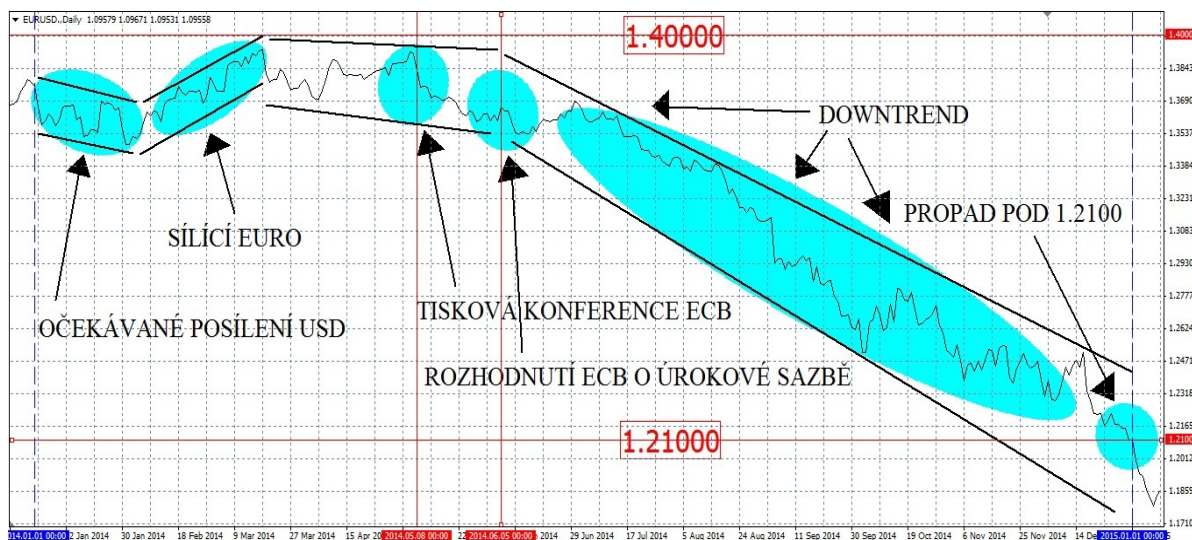 EURUSD.,Daily 1.09579 1.09671 1.09531 1.09558
1.40000
1.4000
1.3843
1.3690
1.3537
1.3384
1.3231
1.3083
1.2930
1.2777
1.2624
1.2471
1.2318
1.2165
1.2100
1.2012
1.1855
1.1710
DOWNTREND
PROPAD POD 1.2100
SÍLÍCÍ EURO
TISKOVÁ KONFERENCE ECB
OČEKÁVANÉ POSÍLENÍ USD
ROZHODNUTÍ ECB O ÚROKOVÉ SAZBĚ
1.21000
014.01.01 00:00 2 Jan 2014 30 Jan 2014 18 Feb 2014 9 Mar 2014 27 Mar 2014 15 Apr 2014.05.08 00:00 22 2014.06.05 00:00 2014 29 Jun 2014 17 Jul 2014 5 Aug 2014 24 Aug 2014 11 Sep 2014 30 Sep 2014 19 Oct 2014 6 Nov 2014 25 Nov 2014 14 De 2015.01.01 00:00 5